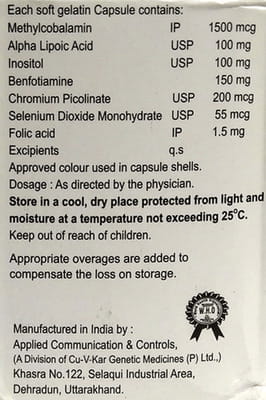 Each soft gelatin Capsule contains:
Methylcobalamin IP 1500 mcg
Alpha Lipoic Acid USP 100 mg
Inositol USP 100 mg
Benfotiamine 150 mg
Chromium Picolinate USP 200 mcg
Selenium Dioxide Monohydrate USP 55 mcg
Folic acid IP 1.5 mg
Excipients q.s
Approved colour used in capsule shells.
Dosage : As directed by the physician.
Store in a cool, dry place protected from light and
moisture at a temperature not exceeding 25°C.
Keep out of reach of children.
Appropriate overages are added to
compensate the loss on storage.
W.H.O
Manufactured in India by :
Applied Communication & Controls,
(A Division of Cu-V-Kar Genetic Medicines (P) Ltd.,)
Khasra No.122, Selaqui Industrial Area,
Dehradun, Uttarakhand.